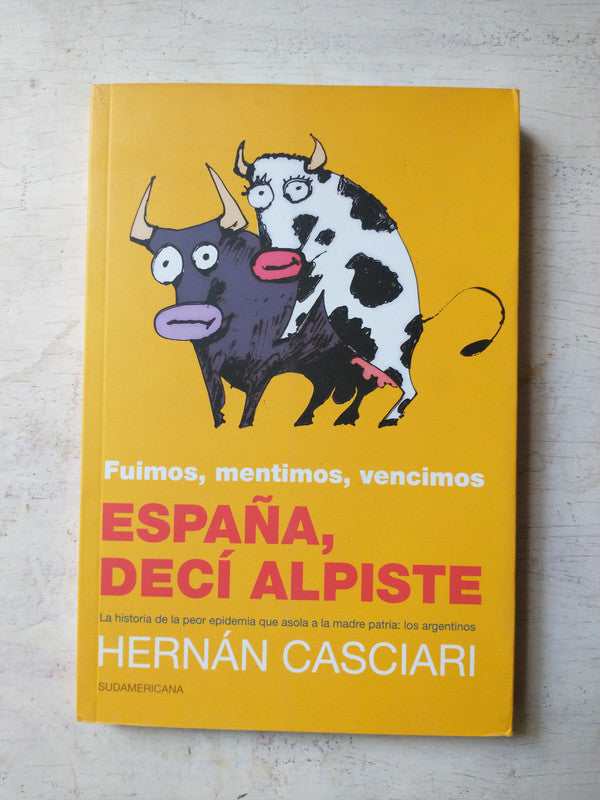 Fuimos, mentimos, vencimos
ESPAÑA,
DECÍ ALPISTE
La historia de la peor epidemia que asola a la madre patria: los argentinos
HERNÁN CASCIARI
SUDAMERICANA